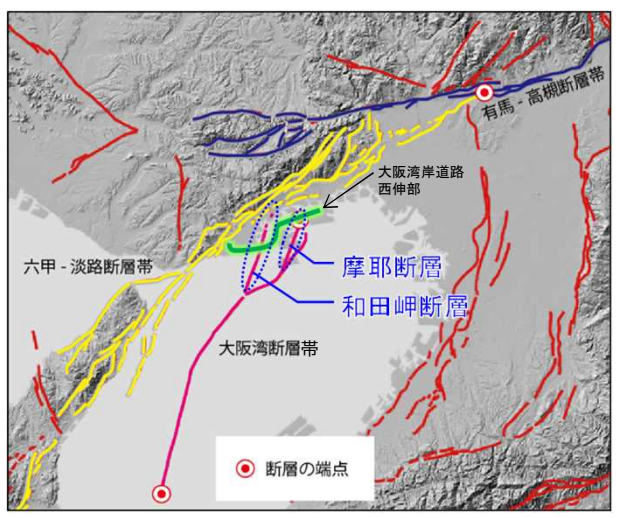 有馬 - 高槻断層帯
大阪湾岸道路
西伸部
六甲 - 淡路断層帯
摩耶断層
和田岬断層
大阪湾断層帯
断層の端点